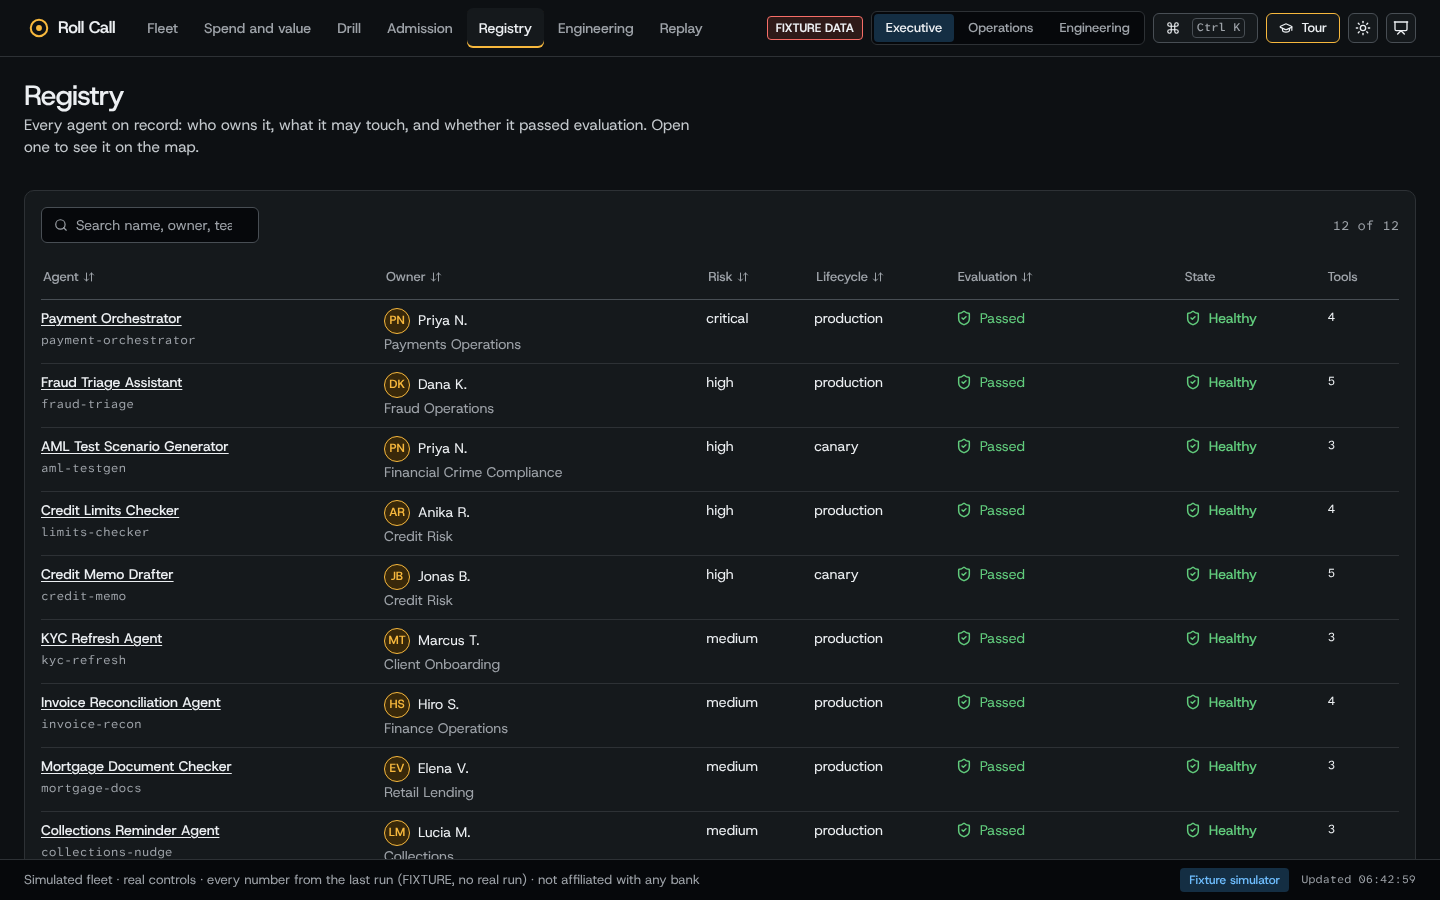 Roll Call
Fleet
Spend and value
Drill
Admission
Registry
Engineering
Replay
FIXTURE DATA
Executive
Operations
Engineering
⌘ Ctrl K
Tour
Registry
Every agent on record: who owns it, what it may touch, and whether it passed evaluation. Open
one to see it on the map.
Search name, owner, tea
12 of 12
Agent Owner Risk Lifecycle Evaluation State Tools
Payment Orchestrator PN Priya N. critical production Passed Healthy 4
payment-orchestrator Payments Operations
Fraud Triage Assistant DK Dana K. high production Passed Healthy 5
fraud-triage Fraud Operations
AML Test Scenario Generator PN Priya N. high canary Passed Healthy 3
aml-testgen Financial Crime Compliance
Credit Limits Checker AR Anika R. high production Passed Healthy 4
limits-checker Credit Risk
Credit Memo Drafter JB Jonas B. high canary Passed Healthy 5
credit-memo Credit Risk
KYC Refresh Agent MT Marcus T. medium production Passed Healthy 3
kyc-refresh Client Onboarding
Invoice Reconciliation Agent HS Hiro S. medium production Passed Healthy 4
invoice-recon Finance Operations
Mortgage Document Checker EV Elena V. medium production Passed Healthy 3
mortgage-docs Retail Lending
Collections Reminder Agent LM Lucia M. medium production Passed Healthy 3
collections-nudge Collections
Simulated fleet · real controls · every number from the last run (FIXTURE, no real run) · not affiliated with any bank
Fixture simulator
Updated 06:42:59